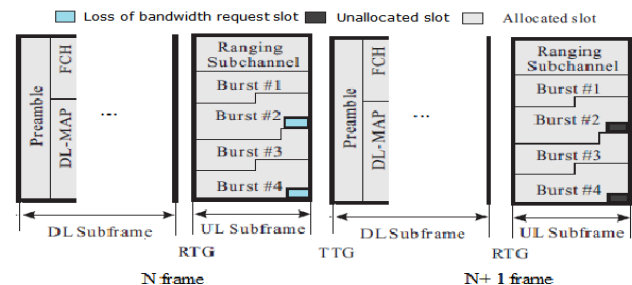 Loss of bandwidth request slot
Unallocated slot
Allocated slot
Preamble
FCH
DL-MAP
...
Ranging
Subchannel
Burst #1
Burst #2
Burst #3
Burst #4
Preamble
FCH
DL-MAP
...
Ranging
Subchannel
Burst #1
Burst #2
Burst #3
Burst #4
DL Subframe
UL Subframe
DL Subframe
UL Subframe
RTG
TTG
RTG
N frame
N+ 1 frame